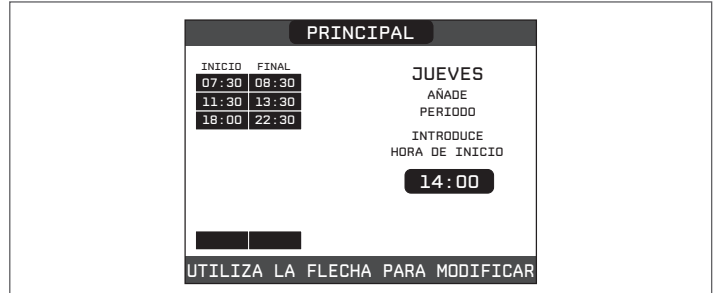 PRINCIPAL
INICIO FINAL
07:30 08:30
11:30 13:30
18:00 22:30
JUEVES
AÑADE
PERIODO
INTRODUCE
HORA DE INICIO
14:00
UTILIZA LA FLECHA PARA MODIFICAR